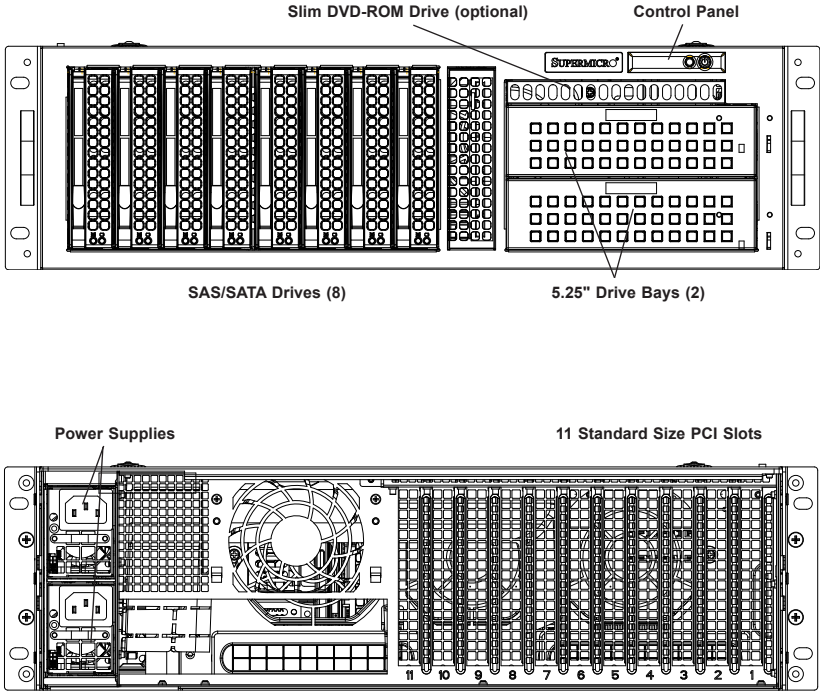 Slim DVD-ROM Drive (optional)
Control Panel
SUPERMICRO
SAS/SATA Drives (8)
5.25" Drive Bays (2)
Power Supplies
11 Standard Size PCI Slots
11 10 9 8 7 6 5 4 3 2 1